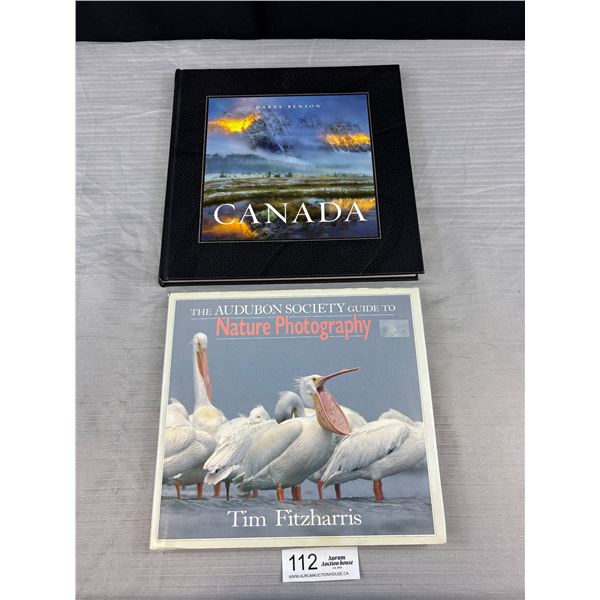 DARYL BENSON
CANADA
THE AUDUBON SOCIETY GUIDE TO
Nature Photography
Tim Fitzharris
112
Aurum
Auction house
WWW.AURUMAUCTIONHOUSE.CA